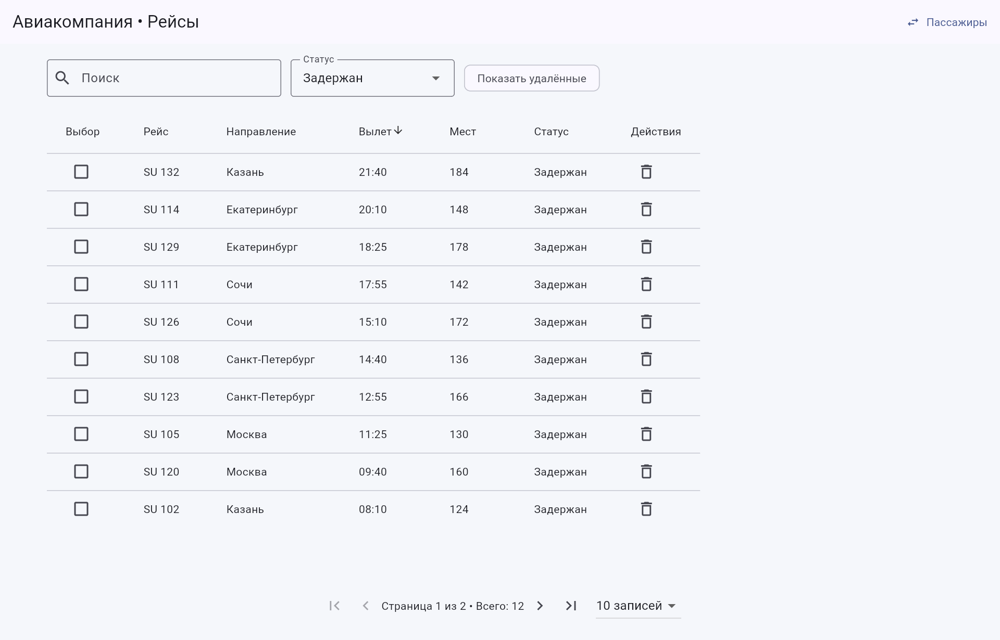 Авиакомпания • Рейсы
Пассажиры
Статус
Поиск
Задержан
Показать удалённые
Выбор Рейс Направление Вылет Мест Статус Действия
SU 132 Казань 21:40 184 Задержан
SU 114 Екатеринбург 20:10 148 Задержан
SU 129 Екатеринбург 18:25 178 Задержан
SU 111 Сочи 17:55 142 Задержан
SU 126 Сочи 15:10 172 Задержан
SU 108 Санкт-Петербург 14:40 136 Задержан
SU 123 Санкт-Петербург 12:55 166 Задержан
SU 105 Москва 11:25 130 Задержан
SU 120 Москва 09:40 160 Задержан
SU 102 Казань 08:10 124 Задержан
Страница 1 из 2 • Всего: 12
10 записей